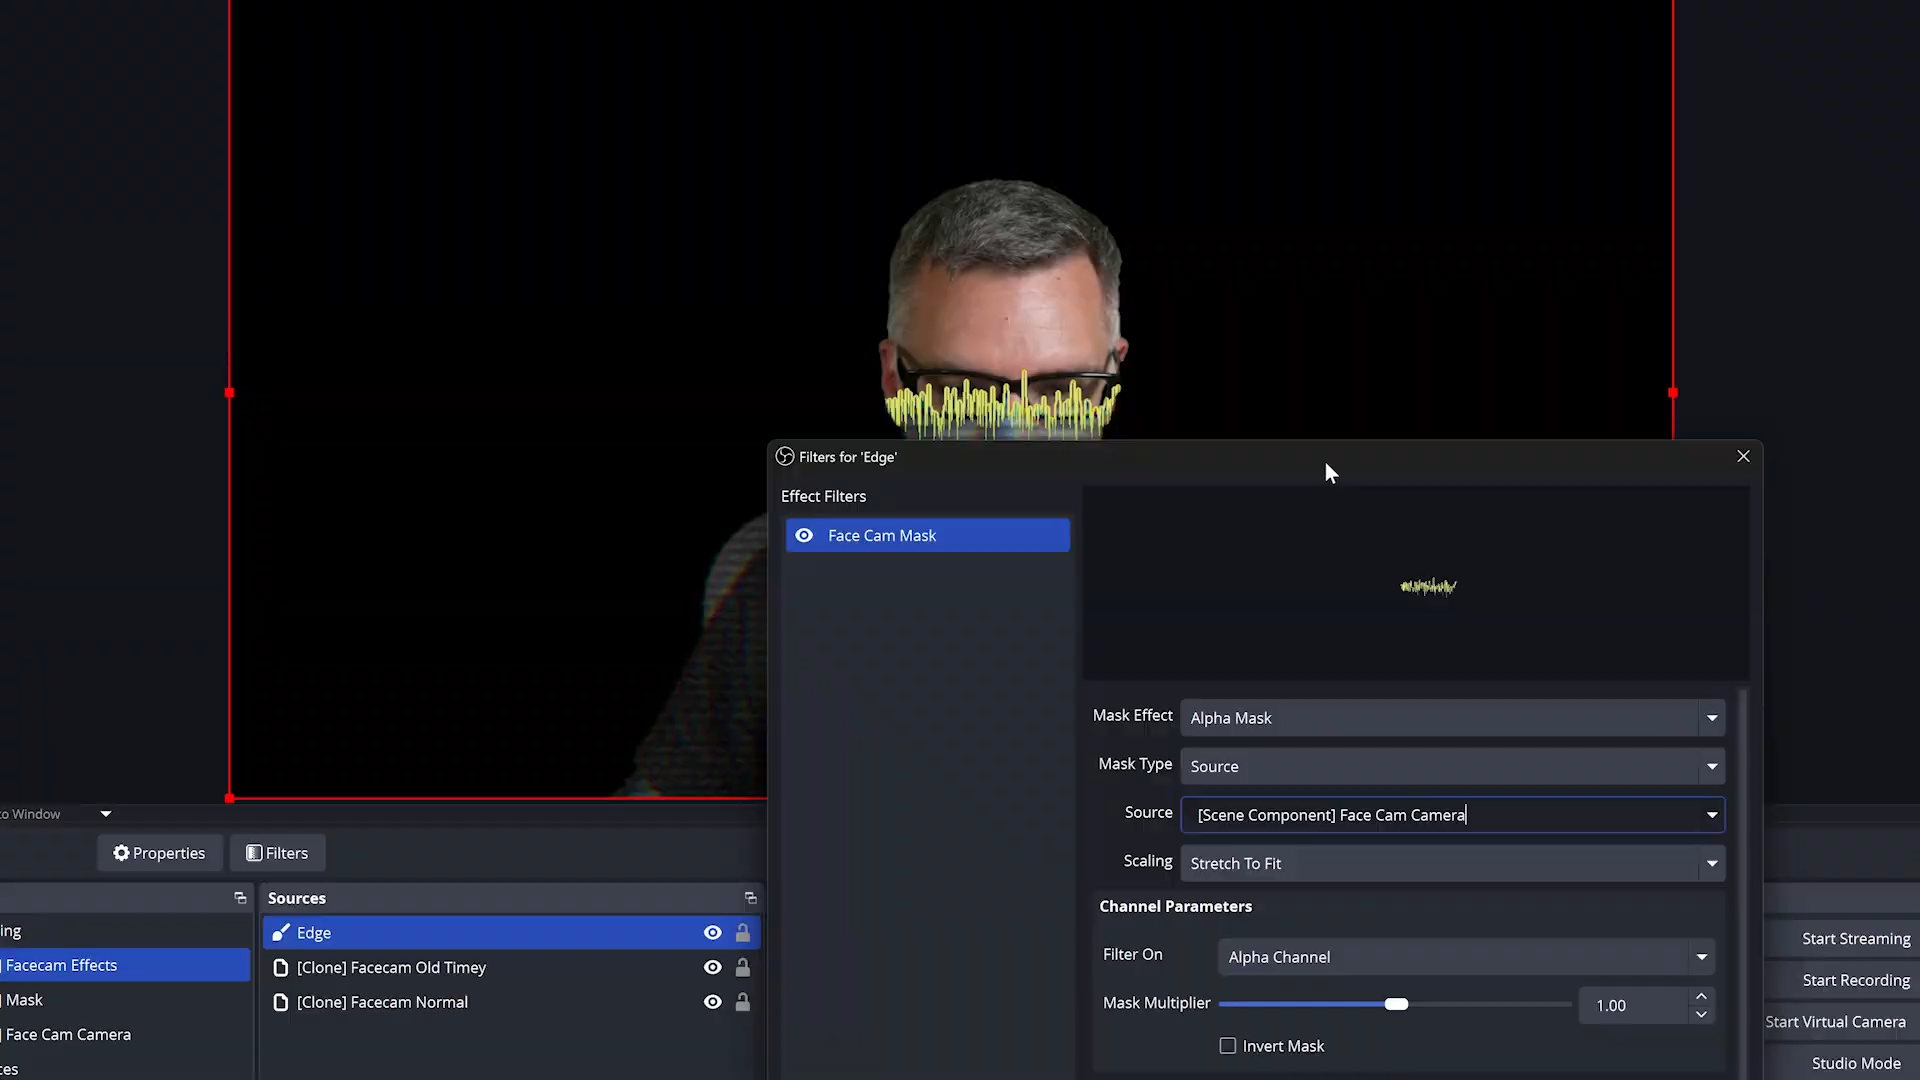 Filters for 'Edge'
Effect Filters
Face Cam Mask
Mask Effect
Alpha Mask
Mask Type
Source
Source
[Scene Component] Face Cam Camera
Scaling
Stretch To Fit
Channel Parameters
Filter On
Alpha Channel
Mask Multiplier
1.00
Invert Mask
to Window
Properties
Filters
ing
Facecam Effects
Mask
Face Cam Camera
ces
Sources
Edge
[Clone] Facecam Old Timey
[Clone] Facecam Normal
Start Streaming
Start Recording
Start Virtual Camera
Studio Mode